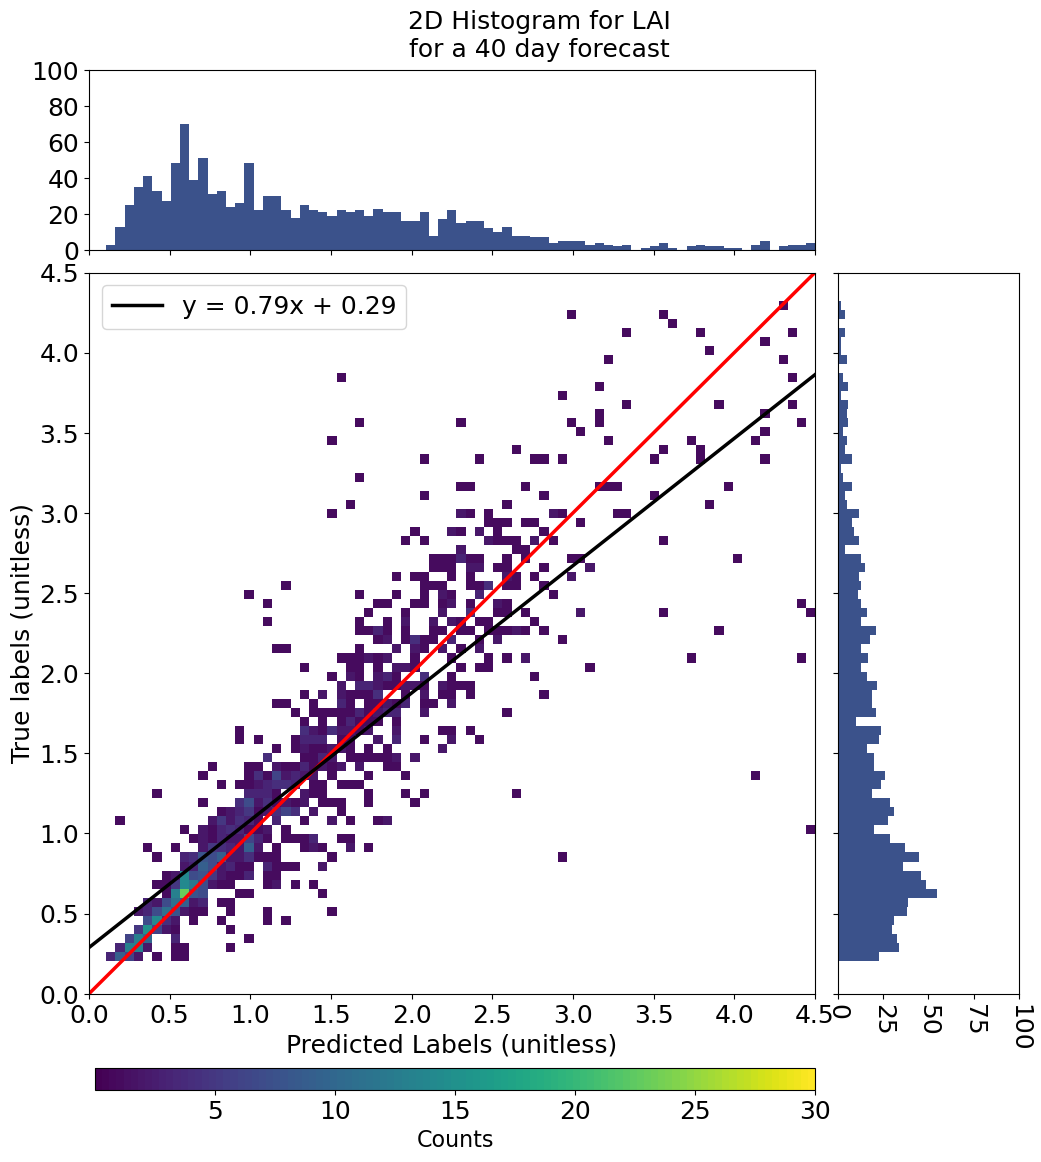 2D Histogram for LAI
for a 40 day forecast
100
80
60
40
20
0
4.5
4.0
3.5
3.0
2.5
2.0
1.5
1.0
0.5
0.0
True labels (unitless)
y = 0.79x + 0.29
0.0 0.5 1.0 1.5 2.0 2.5 3.0 3.5 4.0 4.5
Predicted Labels (unitless)
0 25 50 75 100
5 10 15 20 25 30
Counts